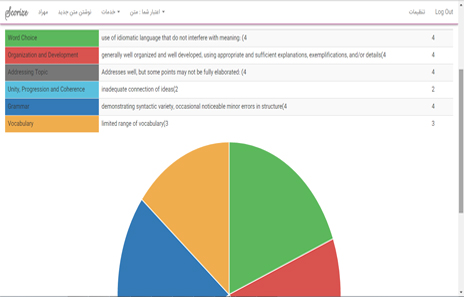 Scorize مهراد نوشتن متن جدید خدمات ▾ اعتبار شما : متن ▾ تنظیمات Log Out
Word Choice use of idiomatic language that do not interfere with meaning. (4 4
Organization and Development generally well organized and well developed, using appropriate and sufficient explanations, exemplifications, and/or details(4 4
Addressing Topic Addresses well, but some points may not be fully elaborated. (4 4
Unity, Progression and Coherence inadequate connection of ideas(2 2
Grammer demonstrating syntactic variety, occasional noticeable minor errors in structure(4 4
Vocabulary limited range of vocabulary(3 3